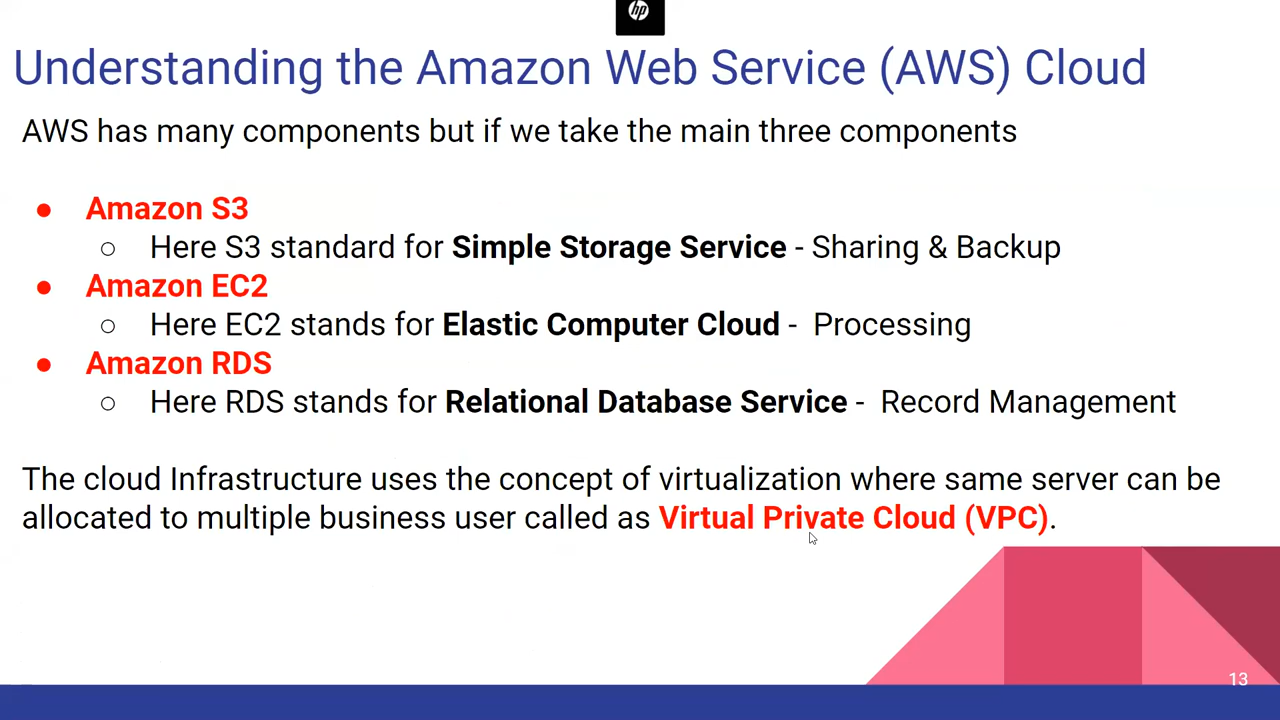 hp
Understanding the Amazon Web Service (AWS) Cloud
AWS has many components but if we take the main three components
● Amazon S3
○ Here S3 standard for Simple Storage Service - Sharing & Backup
● Amazon EC2
○ Here EC2 stands for Elastic Computer Cloud - Processing
● Amazon RDS
○ Here RDS stands for Relational Database Service - Record Management
The cloud Infrastructure uses the concept of virtualization where same server can be
allocated to multiple business user called as Virtual Private Cloud (VPC).
13